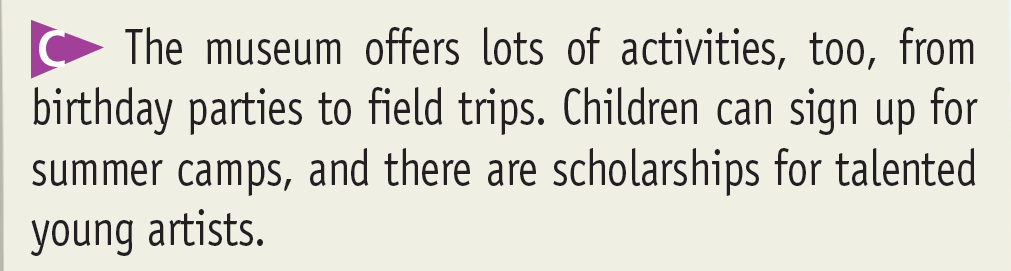 C The museum offers lots of activities, too, from
birthday parties to field trips. Children can sign up for
summer camps, and there are scholarships for talented
young artists.